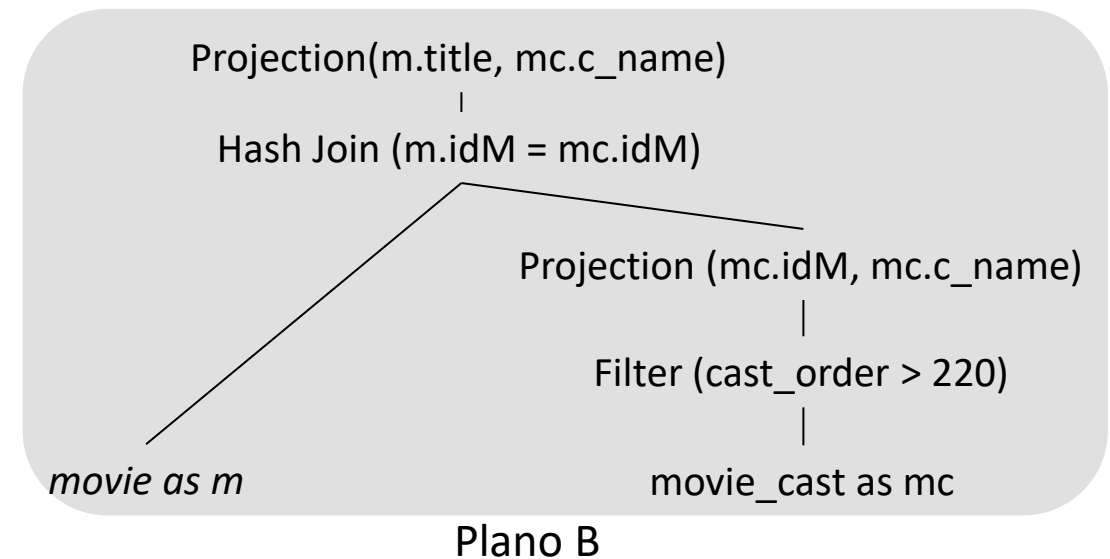 Projection(m.title, mc.c_name)
Hash Join (m.idM = mc.idM)
Projection (mc.idM, mc.c_name)
Filter (cast_order > 220)
movie as m
movie_cast as mc
Plano B